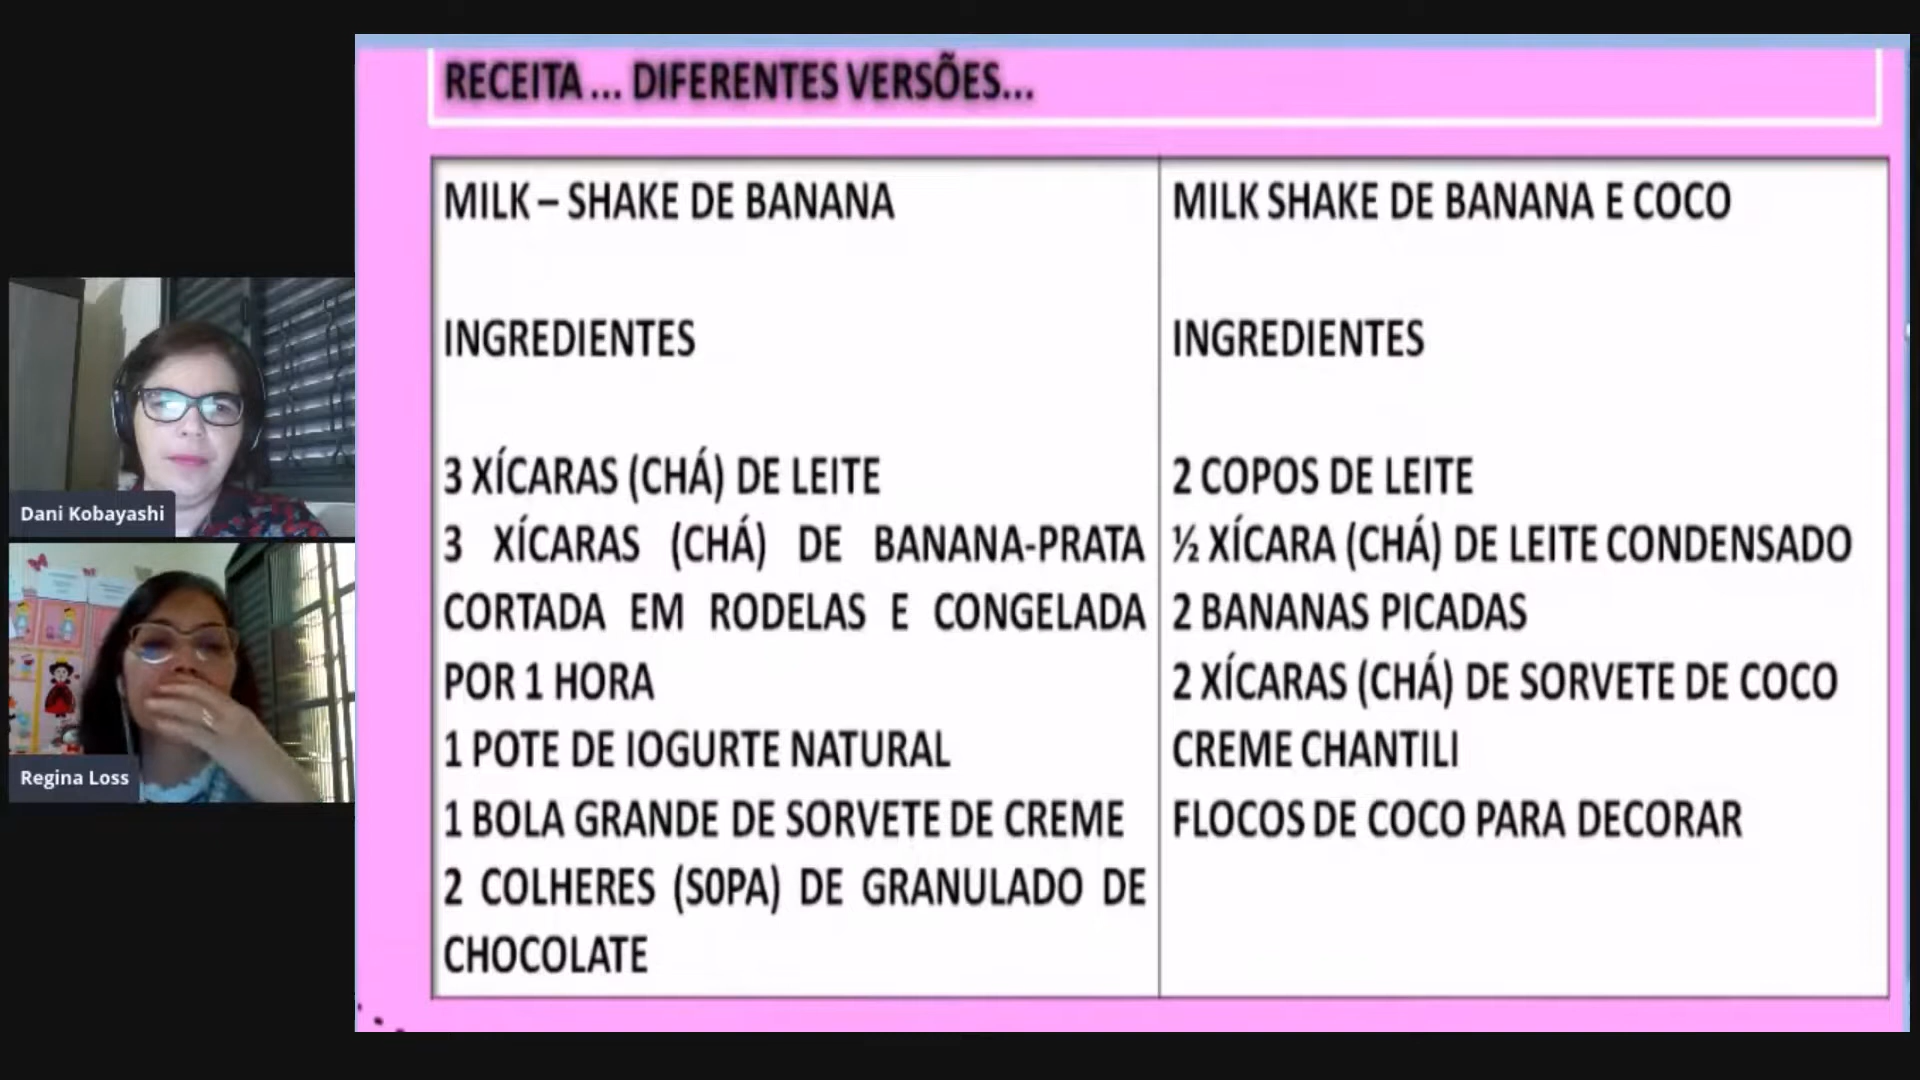 RECEITA ... DIFERENTES VERSÕES...
MILK – SHAKE DE BANANA
INGREDIENTES
3 XÍCARAS (CHÁ) DE LEITE
3 XÍCARAS (CHÁ) DE BANANA-PRATA
CORTADA EM RODELAS E CONGELADA
POR 1 HORA
1 POTE DE IOGURTE NATURAL
1 BOLA GRANDE DE SORVETE DE CREME
2 COLHERES (S0PA) DE GRANULADO DE
CHOCOLATE
MILK SHAKE DE BANANA E COCO
INGREDIENTES
2 COPOS DE LEITE
½ XÍCARA (CHÁ) DE LEITE CONDENSADO
2 BANANAS PICADAS
2 XÍCARAS (CHÁ) DE SORVETE DE COCO
CREME CHANTILI
FLOCOS DE COCO PARA DECORAR
Dani Kobayashi
Regina Loss